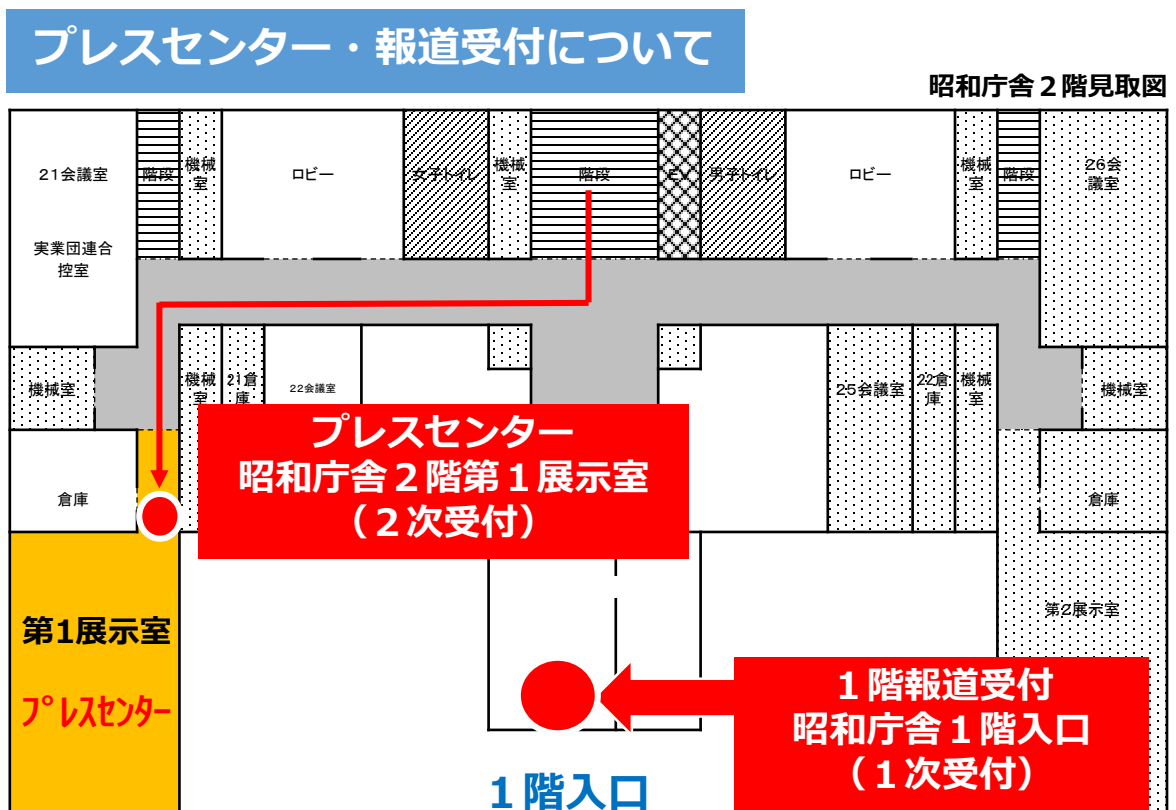 プレスセンター・報道受付について
昭和庁舎２階見取図
21会議室
実業団連合
控室
階段
機械
室
ロビー
女子トイレ
機械
室
階段
男子トイレ
ロビー
機械
室
階段
26会
議室
機械室
機械
室
21倉
庫
22会議室
25会議室
22倉
庫
機械
室
機械室
プレスセンター
昭和庁舎２階第１展示室
（２次受付）
倉庫
倉庫
第1展示室
プレスセンター
第2展示室
１階報道受付
昭和庁舎１階入口
（１次受付）
１階入口